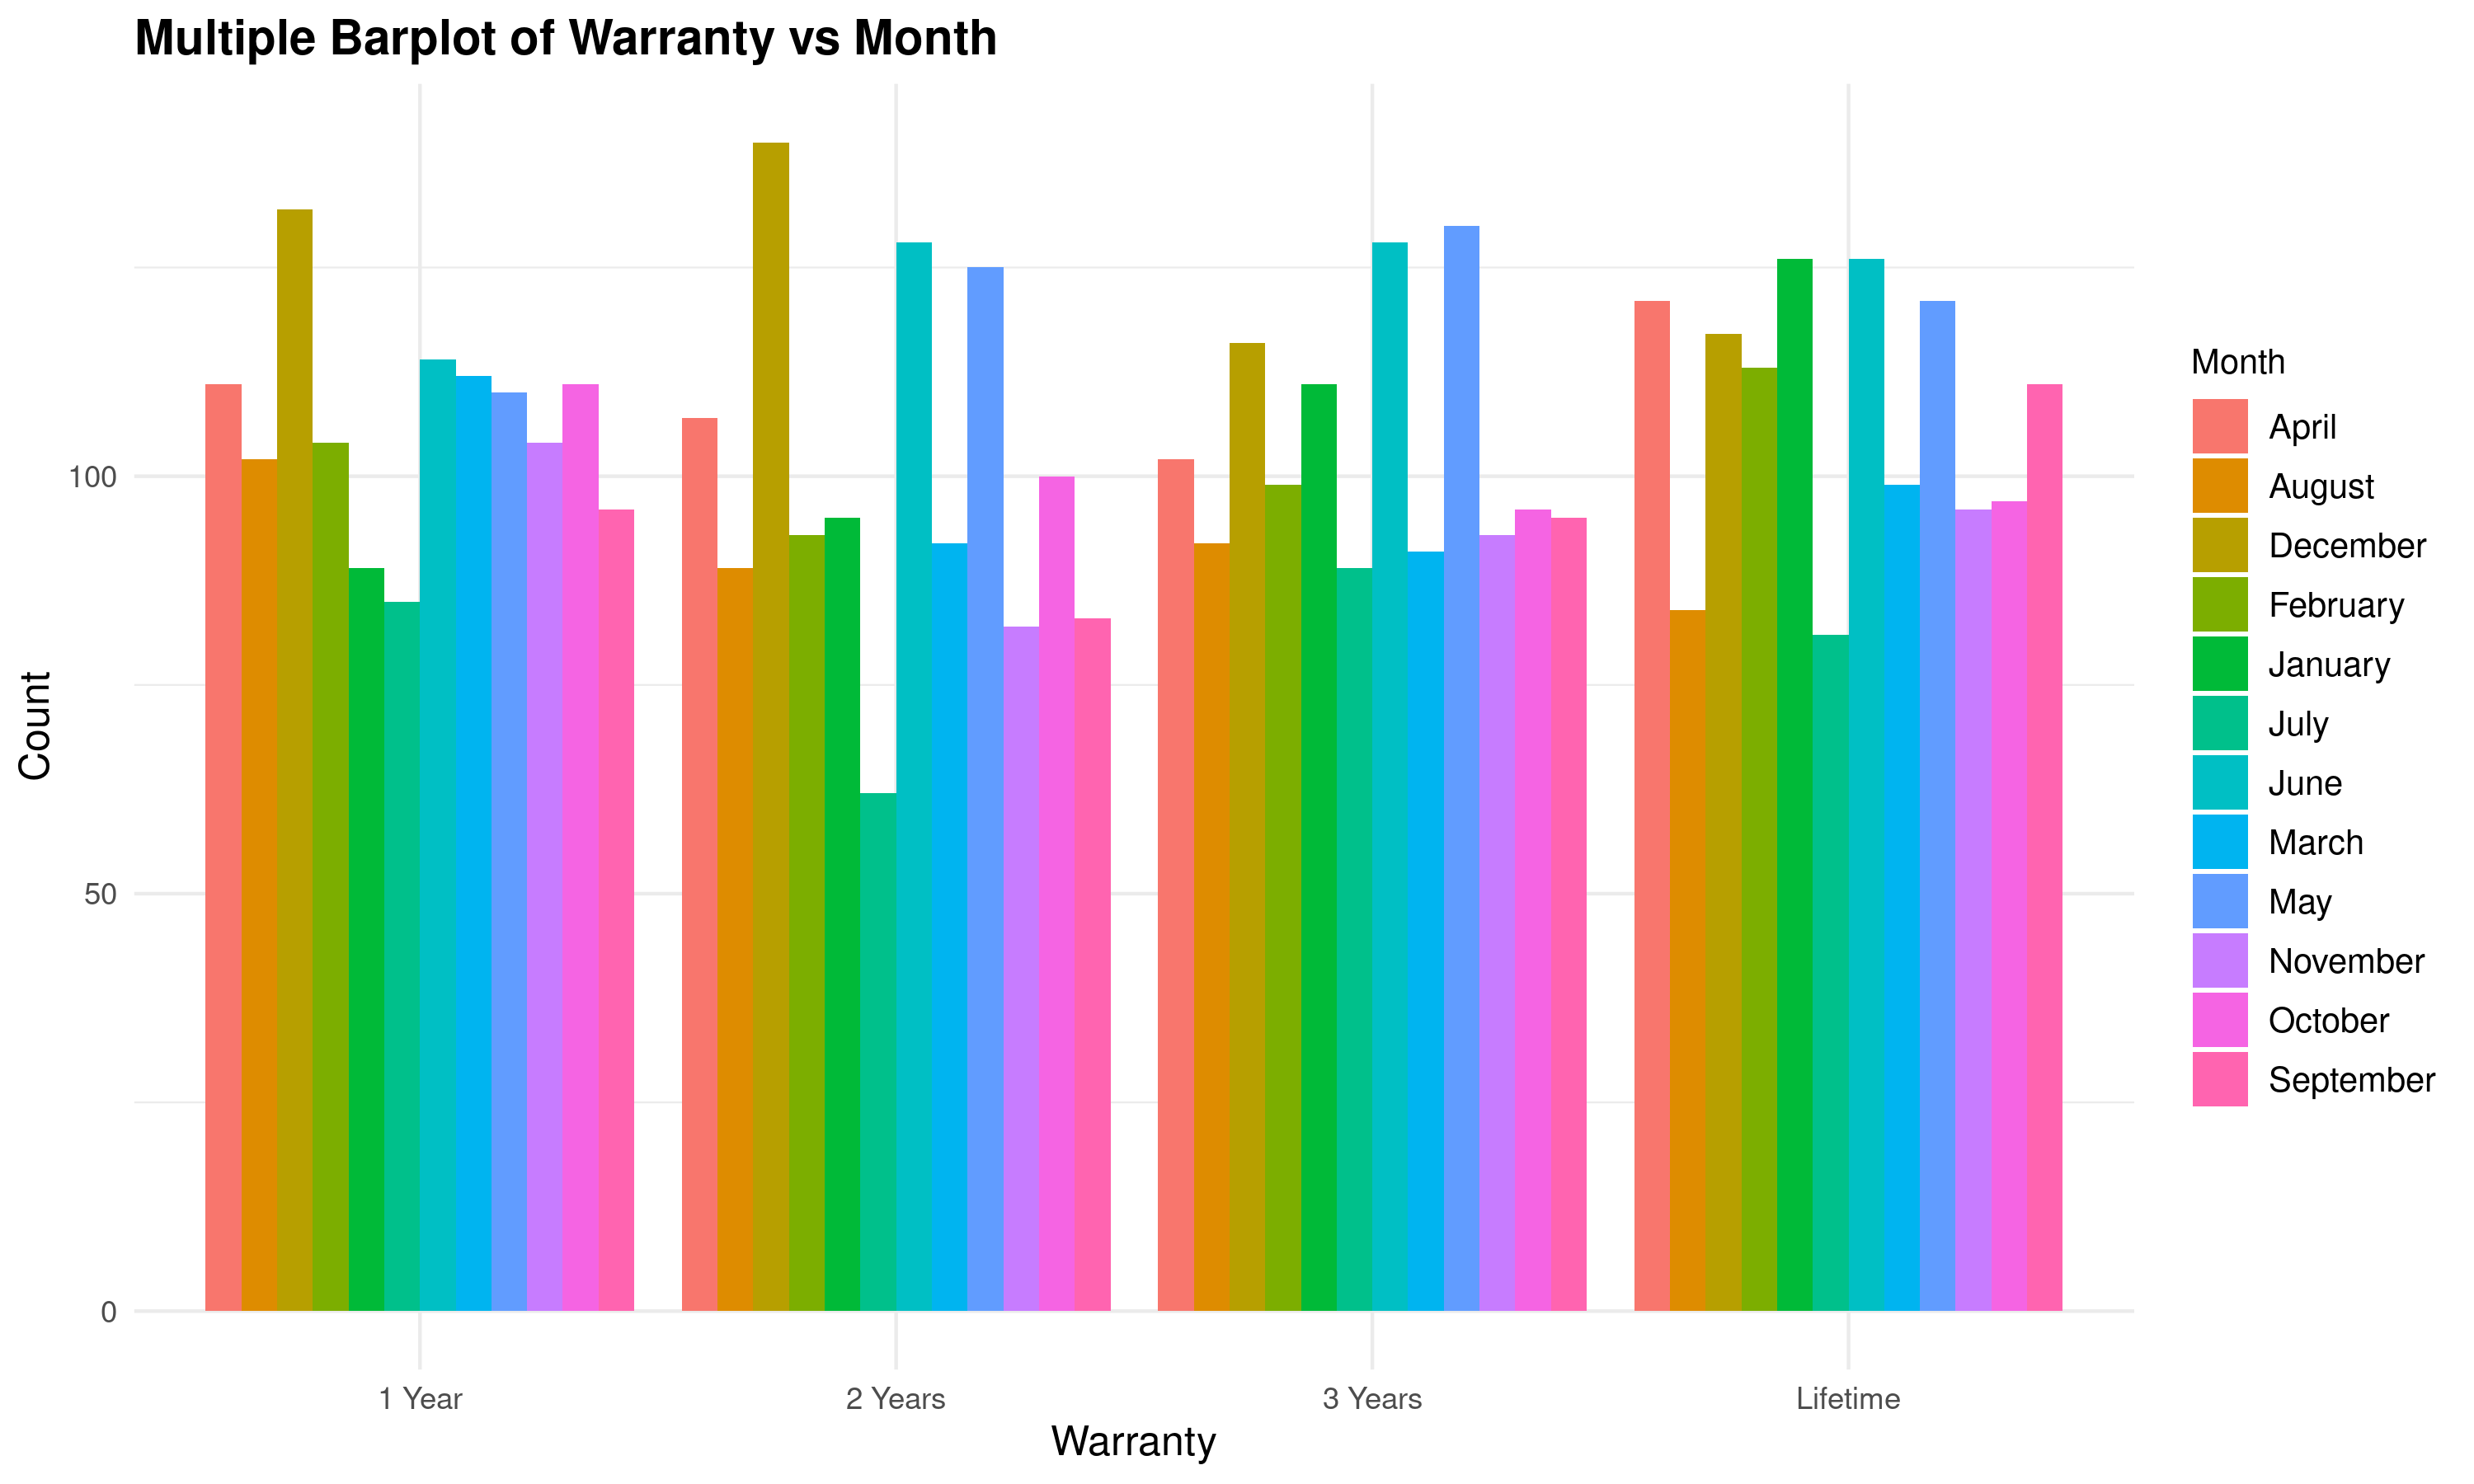 Multiple Barplot of Warranty vs Month
Count
100
50
0
1 Year
2 Years
3 Years
Lifetime
Warranty
Month
April
August
December
February
January
July
June
March
May
November
October
September